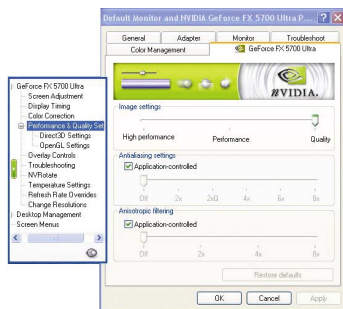 Default Monitor and NVIDIA GeForce FX 5700 Ultra P...
General Adapter Monitor Troubleshoot
Color Management GeForce FX 5700 Ultra
NVIDIA.
Image settings
High performance Performance Quality
Antialiasing settings
Application-controlled
Off 2x 2xQ 4x 6x 8x
Anisotropic filtering
Application-controlled
Off 2x 4x 8x
Restore defaults
OK Cancel Apply
GeForce FX 5700 Ultra
Screen Adjustment
Display Timing
Color Correction
Performance & Quality Set
Direct3D Settings
OpenGL Settings
Overlay Controls
Troubleshooting
NVRotate
Temperature Settings
Refresh Rate Overrides
Change Resolutions
Desktop Management
Screen Menus